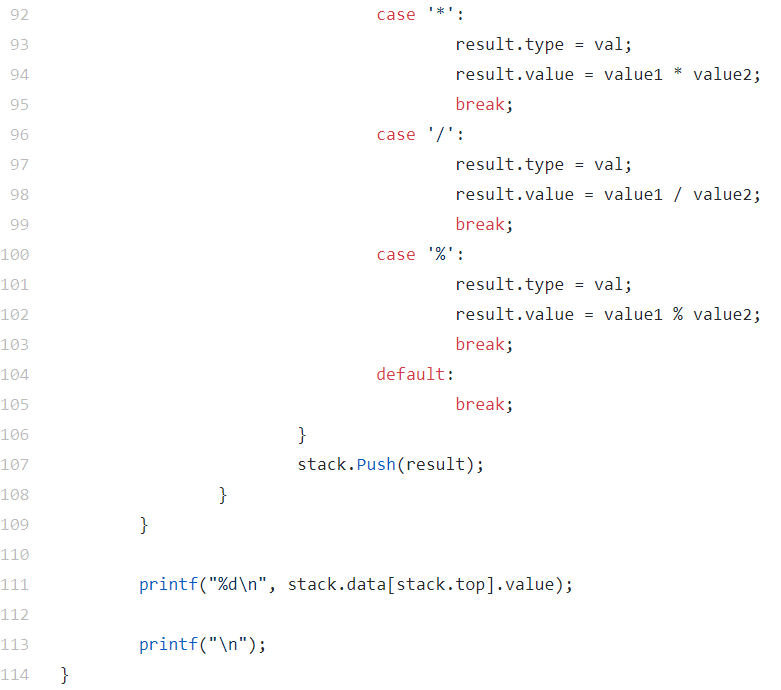 92 case '*':
93 result.type = val;
94 result.value = value1 * value2;
95 break;
96 case '/':
97 result.type = val;
98 result.value = value1 / value2;
99 break;
100 case '%':
101 result.type = val;
102 result.value = value1 % value2;
103 break;
104 default:
105 break;
106 }
107 stack.Push(result);
108 }
109 }
110
111 printf("%d\n", stack.data[stack.top].value);
112
113 printf("\n");
114 }